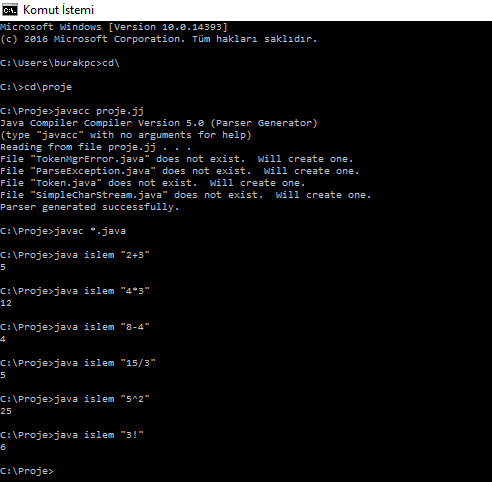 Komut İstemi
Microsoft Windows [Version 10.0.14393]
(c) 2016 Microsoft Corporation. Tüm hakları saklıdır.
C:\Users\burakpc>cd\
C:\>cd\proje
C:\Proje>javacc proje.jj
Java Compiler Compiler Version 5.0 (Parser Generator)
(type "javacc" with no arguments for help)
Reading from file proje.jj . . .
File "TokenMgrError.java" does not exist.  Will create one.
File "ParseException.java" does not exist.  Will create one.
File "Token.java" does not exist.  Will create one.
File "SimpleCharStream.java" does not exist.  Will create one.
Parser generated successfully.
C:\Proje>javac *.java
C:\Proje>java islem "2+3"
5
C:\Proje>java islem "4*3"
12
C:\Proje>java islem "8-4"
4
C:\Proje>java islem "15/3"
5
C:\Proje>java islem "5^2"
25
C:\Proje>java islem "3!"
6
C:\Proje>